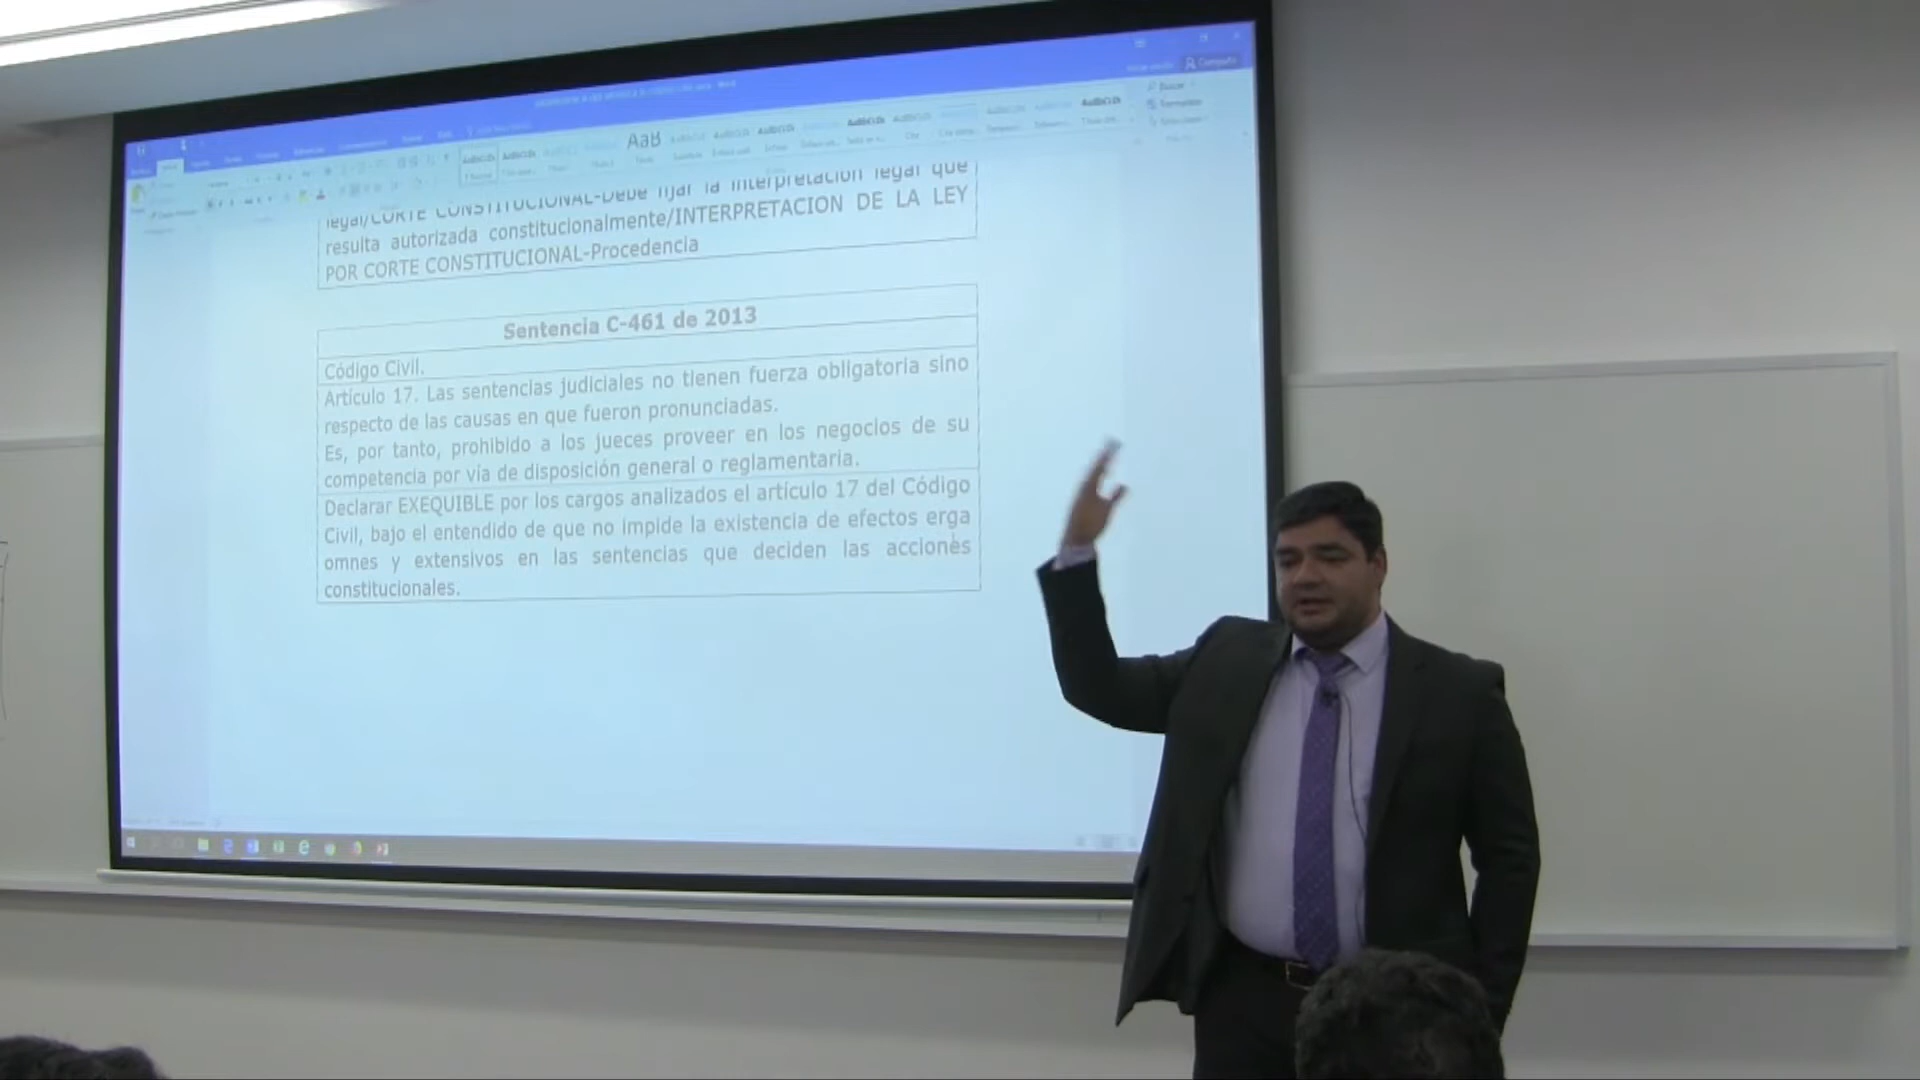 Compartir
Buscar
AaB
legal/CORTE CONSTITUCIONAL-Debe fijar la interpretación legal que
resulta autorizada constitucionalmente/INTERPRETACION DE LA LEY
POR CORTE CONSTITUCIONAL-Procedencia
Sentencia C-461 de 2013
Código Civil.
Artículo 17. Las sentencias judiciales no tienen fuerza obligatoria sino
respecto de las causas en que fueron pronunciadas.
Es, por tanto, prohibido a los jueces proveer en los negocios de su
competencia por vía de disposición general o reglamentaria.
Declarar EXEQUIBLE por los cargos analizados el artículo 17 del Código
Civil, bajo el entendido de que no impide la existencia de efectos erga
omnes y extensivos en las sentencias que deciden las acciones
constitucionales.